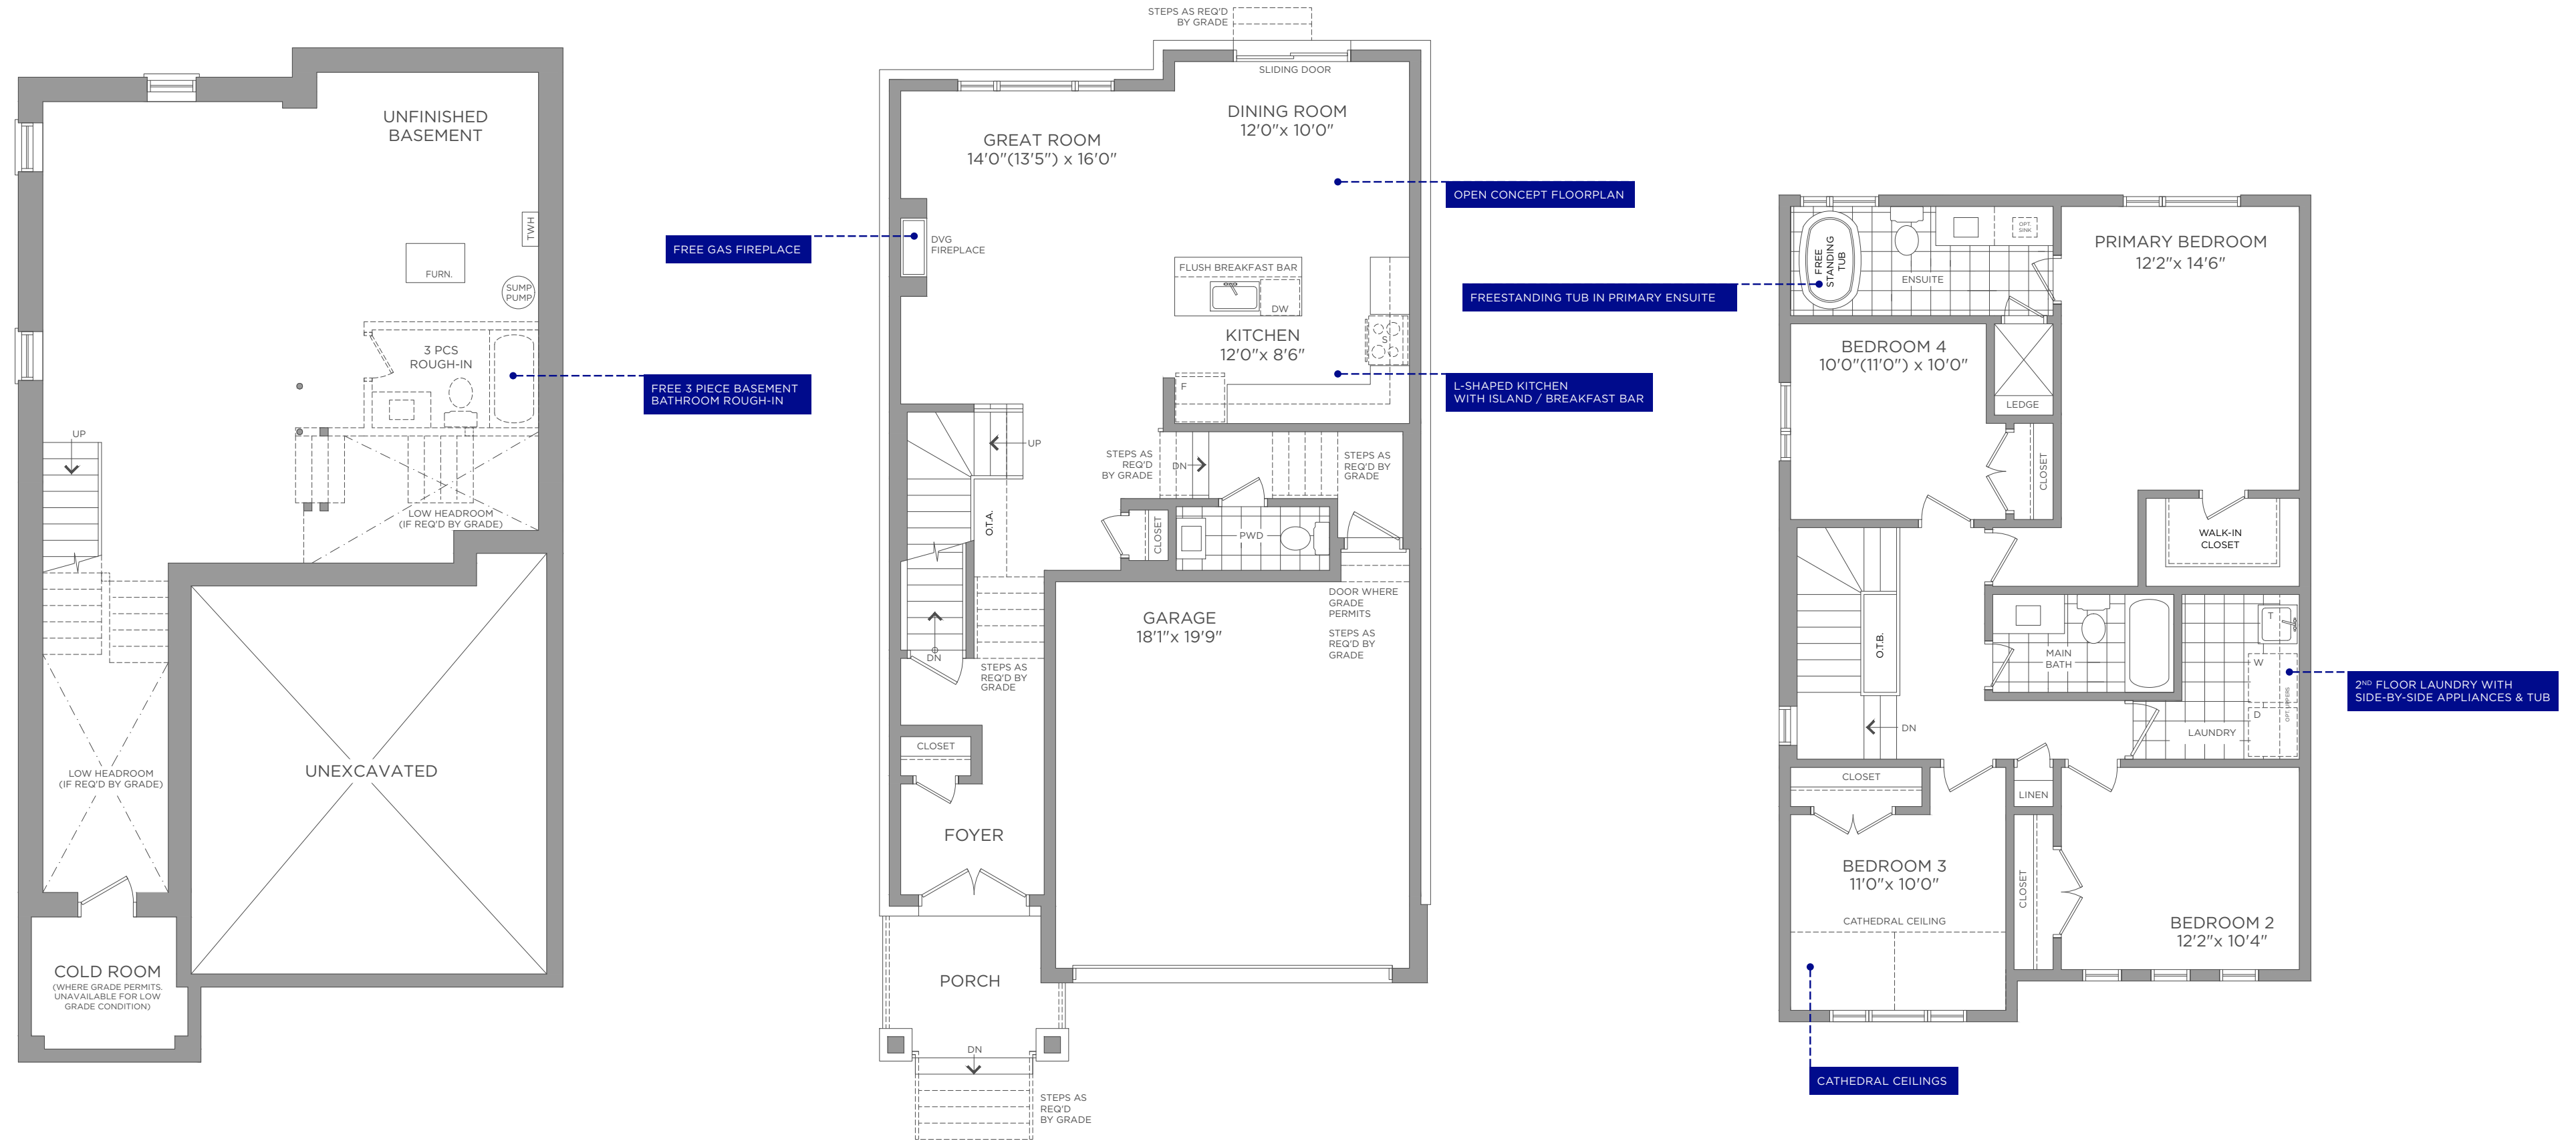 UNFINISHED
BASEMENT
TWH
FURN.
SUMP
PUMP
3 PCS
ROUGH-IN
FREE 3 PIECE BASEMENT
BATHROOM ROUGH-IN
UP
LOW HEADROOM
(IF REQ'D BY GRADE)
LOW HEADROOM
(IF REQ'D BY GRADE)
UNEXCAVATED
COLD ROOM
(WHERE GRADE PERMITS.
UNAVAILABLE FOR LOW
GRADE CONDITION)
STEPS AS REQ'D
BY GRADE
SLIDING DOOR
DINING ROOM
12'0"x 10'0"
GREAT ROOM
14'0"(13'5") x 16'0"
OPEN CONCEPT FLOORPLAN
FREE GAS FIREPLACE
DVG
FIREPLACE
FLUSH BREAKFAST BAR
DW
KITCHEN
12'0"x 8'6"
S
F
L-SHAPED KITCHEN
WITH ISLAND / BREAKFAST BAR
UP
STEPS AS
REQ'D
BY GRADE
DN
STEPS AS
REQ'D BY
GRADE
O.T.A.
CLOSET
PWD
DOOR WHERE
GRADE
PERMITS
STEPS AS
REQ'D BY
GRADE
GARAGE
18'1"x 19'9"
DN
STEPS AS
REQ'D BY
GRADE
CLOSET
FOYER
PORCH
DN
STEPS AS
REQ'D
BY GRADE
FREE
STANDING
TUB
OPT.
SINK
ENSUITE
FREESTANDING TUB IN PRIMARY ENSUITE
PRIMARY BEDROOM
12'2"x 14'6"
BEDROOM 4
10'0"(11'0") x 10'0"
LEDGE
CLOSET
WALK-IN
CLOSET
O.T.B.
MAIN
BATH
T
W
D
OPT. UPPERS
LAUNDRY
2ND FLOOR LAUNDRY WITH
SIDE-BY-SIDE APPLIANCES & TUB
DN
CLOSET
LINEN
BEDROOM 3
11'0"x 10'0"
CLOSET
CATHEDRAL CEILING
BEDROOM 2
12'2"x 10'4"
CATHEDRAL CEILINGS